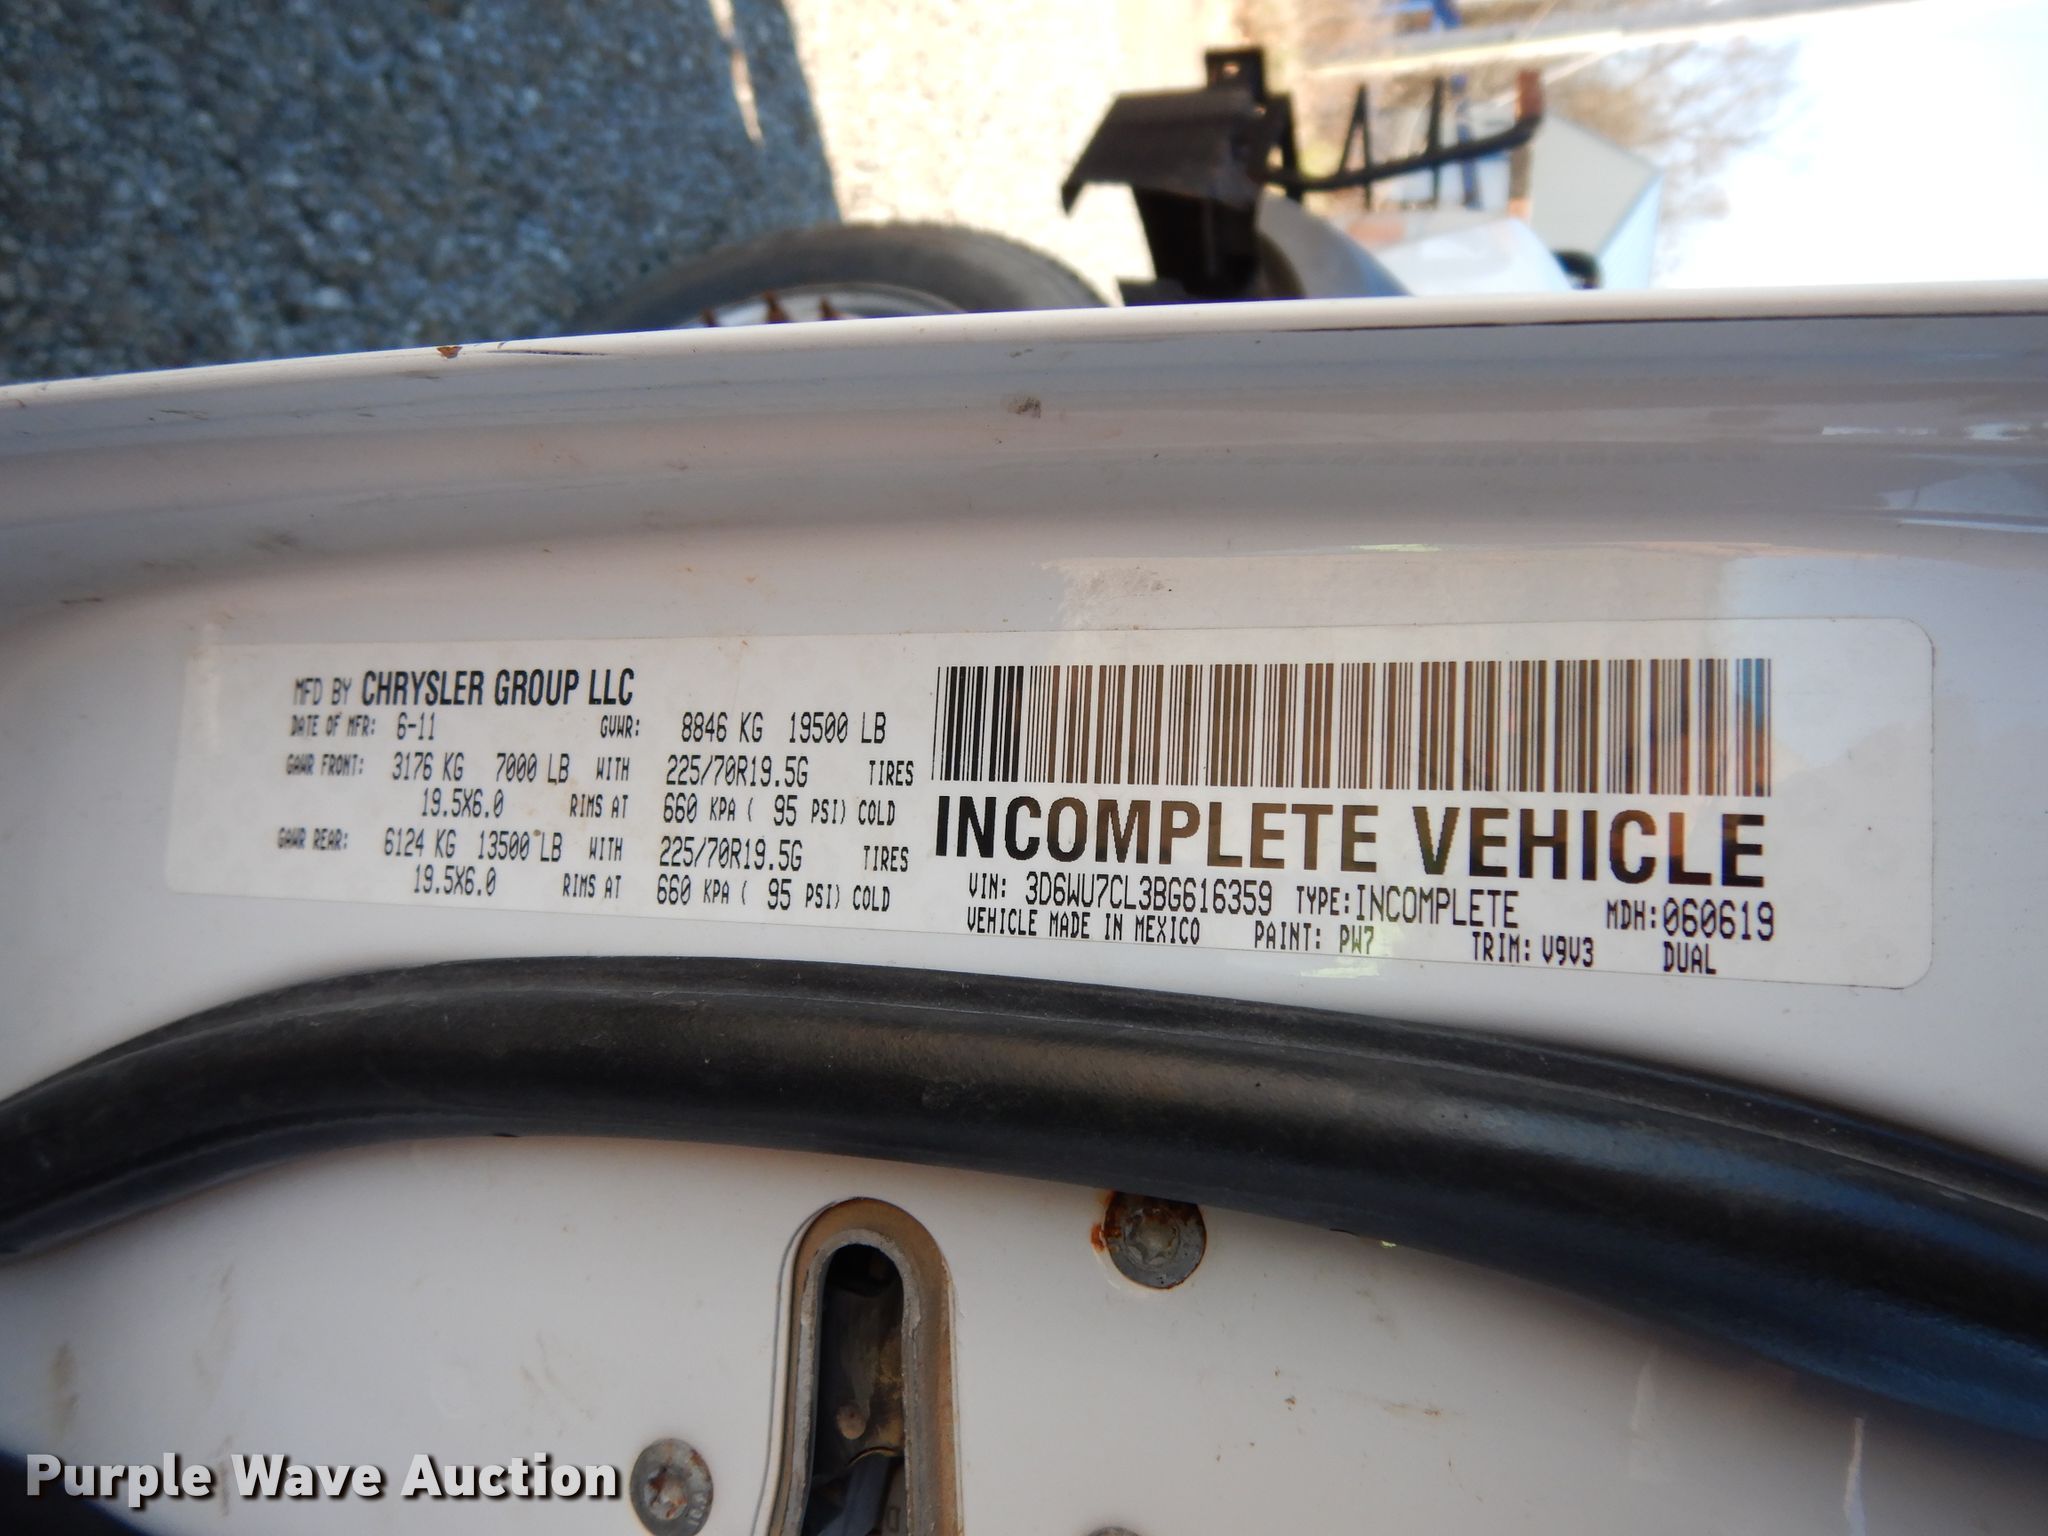 MFD BY CHRYSLER GROUP LLC
DATE OF MFR: 6-11 GVWR: 8846 KG 19500 LB
GAWR FRONT: 3176 KG 7000 LB WITH 225/70R19.5G TIRES
19.5X6.0 RIMS AT 660 KPA ( 95 PSI) COLD
GAWR REAR: 6124 KG 13500 LB WITH 225/70R19.5G TIRES
19.5X6.0 RIMS AT 660 KPA ( 95 PSI) COLD
INCOMPLETE VEHICLE
VIN: 3D6WU7CL3BG616359 TYPE: INCOMPLETE MDH: 060619
VEHICLE MADE IN MEXICO PAINT: PW7 TRIM: V9V3 DUAL
Purple Wave Auction